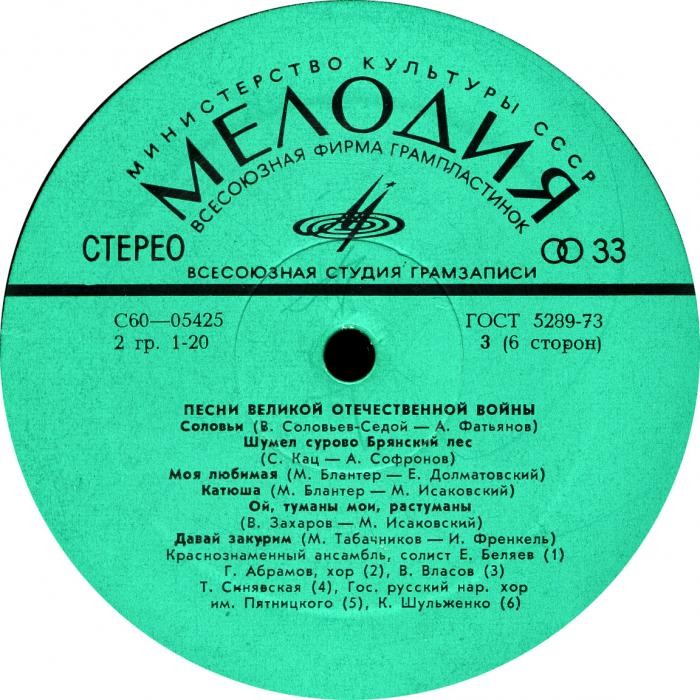 МИНИСТЕРСТВО КУЛЬТУРЫ СССР
МЕЛОДИЯ
ВСЕСОЮЗНАЯ ФИРМА ГРАМПЛАСТИНОК
СТЕРЕО
33
ВСЕСОЮЗНАЯ СТУДИЯ ГРАМЗАПИСИ
С60—05425
ГОСТ 5289-73
2 гр. 1-20
3 (6 сторон)
ПЕСНИ ВЕЛИКОЙ ОТЕЧЕСТВЕННОЙ ВОЙНЫ
Соловьи (В. Соловьев-Седой — А. Фатьянов)
Шумел сурово Брянский лес
(С. Кац — А. Софронов)
Моя любимая (М. Блантер — Е. Долматовский)
Катюша (М. Блантер — М. Исаковский)
Ой, туманы мои, растуманы
(В. Захаров — М. Исаковский)
Давай закурим (М. Табачников — И. Френкель)
Краснознаменный ансамбль, солист Е. Беляев (1)
Г. Абрамов, хор (2), В. Власов (3)
Т. Синявская (4), Гос. русский нар. хор
им. Пятницкого (5), К. Шульженко (6)